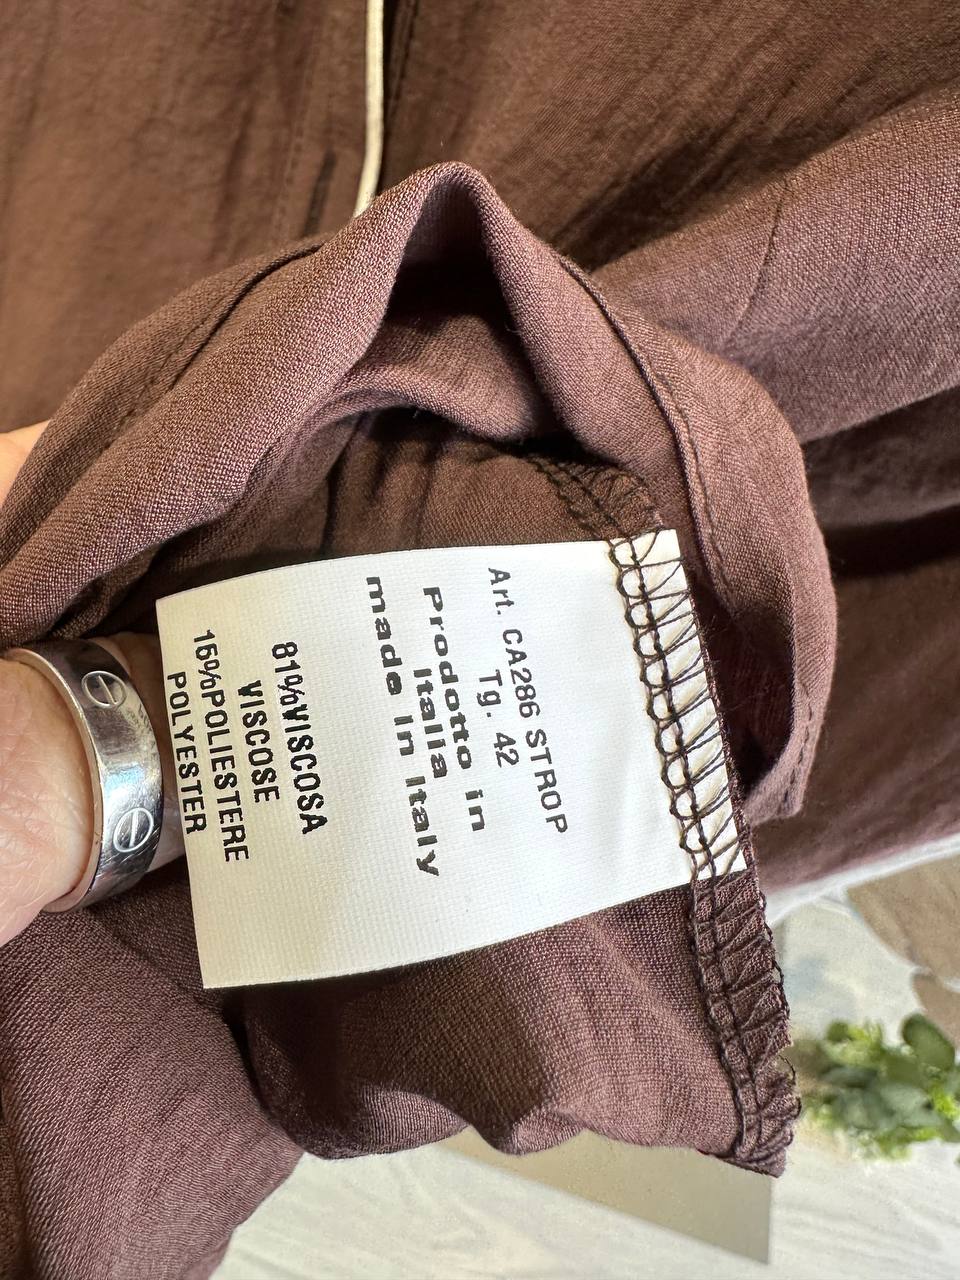 Art. CA286 STROP
Tg. 42
Prodotto in
Italia
made in Italy
81%VISCOSA
VISCOSE
16%POLIESTERE
POLYESTER